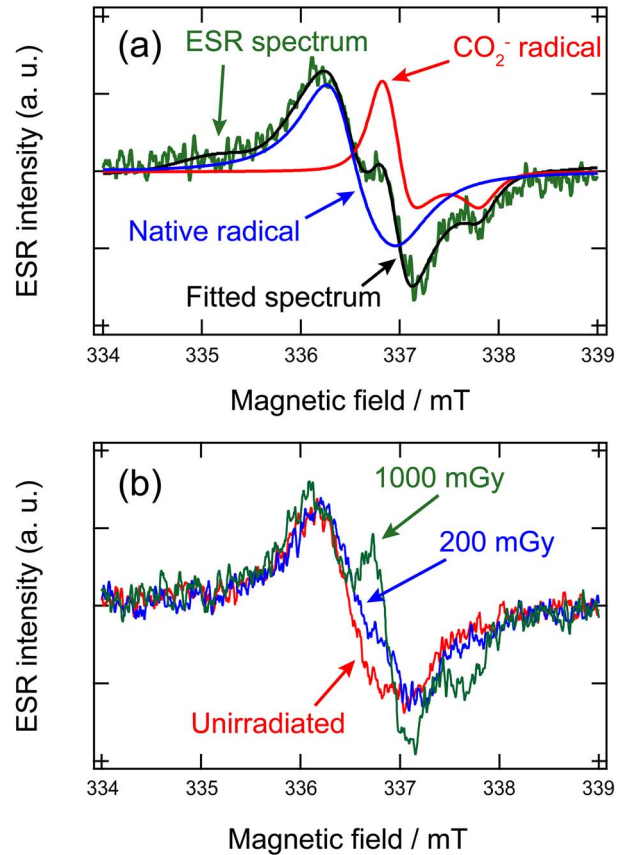 (a)
ESR spectrum
CO₂⁻ radical
Native radical
Fitted spectrum
ESR intensity (a. u.)
334 335 336 337 338 339
Magnetic field / mT
(b)
1000 mGy
200 mGy
Unirradiated
ESR intensity (a. u.)
334 335 336 337 338 339
Magnetic field / mT